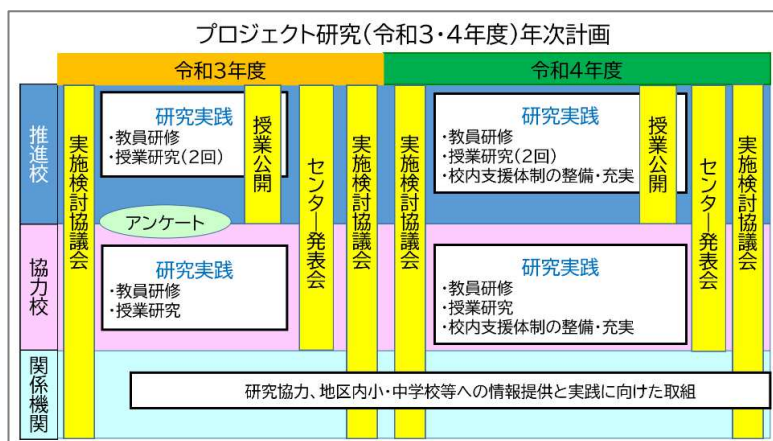 プロジェクト研究(令和3・4年度)年次計画
令和3年度
令和4年度
推進校
実施検討協議会
研究実践
・教員研修
・授業研究(2回)
授業公開
センター発表会
実施検討協議会
実施検討協議会
研究実践
・教員研修
・授業研究(2回)
・校内支援体制の整備・充実
授業公開
センター発表会
実施検討協議会
アンケート
協力校
研究実践
・教員研修
・授業研究
研究実践
・教員研修
・授業研究
・校内支援体制の整備・充実
関係機関
研究協力、地区内小・中学校等への情報提供と実践に向けた取組